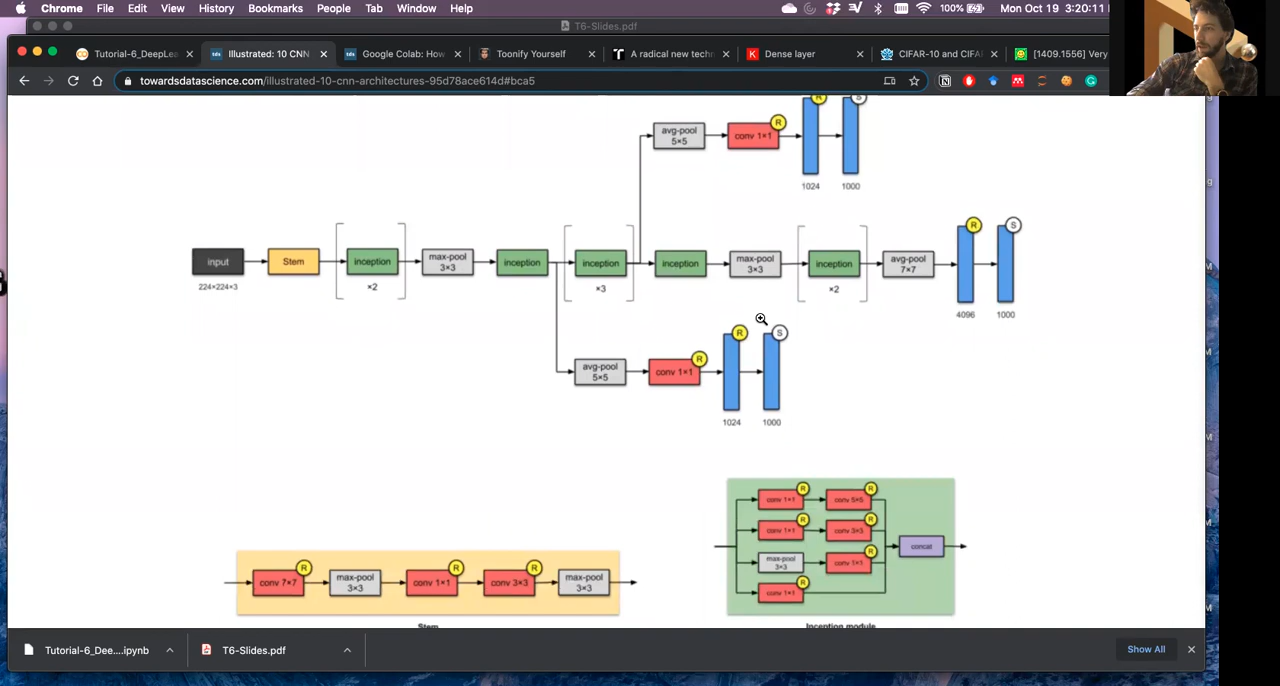 Chrome File Edit View History Bookmarks People Tab Window Help 100% Mon Oct 19 3:20:11
T6-Slides.pdf
Tutorial-6_DeepLea Illustrated: 10 CNN Google Colab: How Toonify Yourself A radical new techn Dense layer CIFAR-10 and CIFA [1409.1556] Very
towardsdatascience.com/illustrated-10-cnn-architectures-95d78ace614d#bca5
avg-pool
5×5
conv 1×1
R
R
S
1024
1000
input
224×224×3
Stem
inception
×2
max-pool
3×3
inception
inception
×3
inception
max-pool
3×3
inception
×2
avg-pool
7×7
R
S
4096
1000
avg-pool
5×5
conv 1×1
R
R
S
1024
1000
conv 7×7
R
max-pool
3×3
conv 1×1
R
conv 3×3
R
max-pool
3×3
Stem
conv 1×1
R
conv 5×5
R
conv 1×1
R
conv 3×3
R
max-pool
3×3
conv 1×1
R
conv 1×1
R
concat
Inception module
Tutorial-6_Dee....ipynb
T6-Slides.pdf
Show All